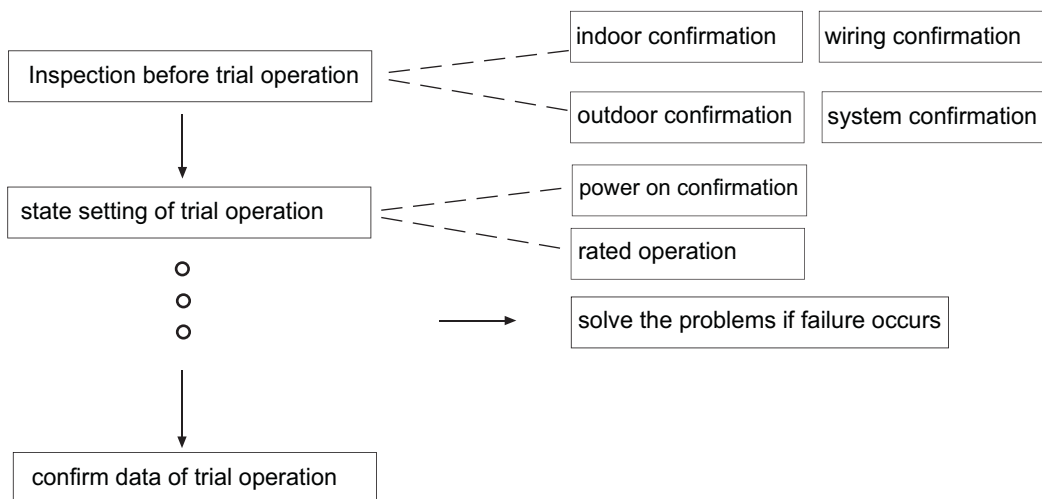 indoor confirmation
wiring confirmation
Inspection before trial operation
outdoor confirmation
system confirmation
power on confirmation
state setting of trial operation
rated operation
solve the problems if failure occurs
confirm data of trial operation